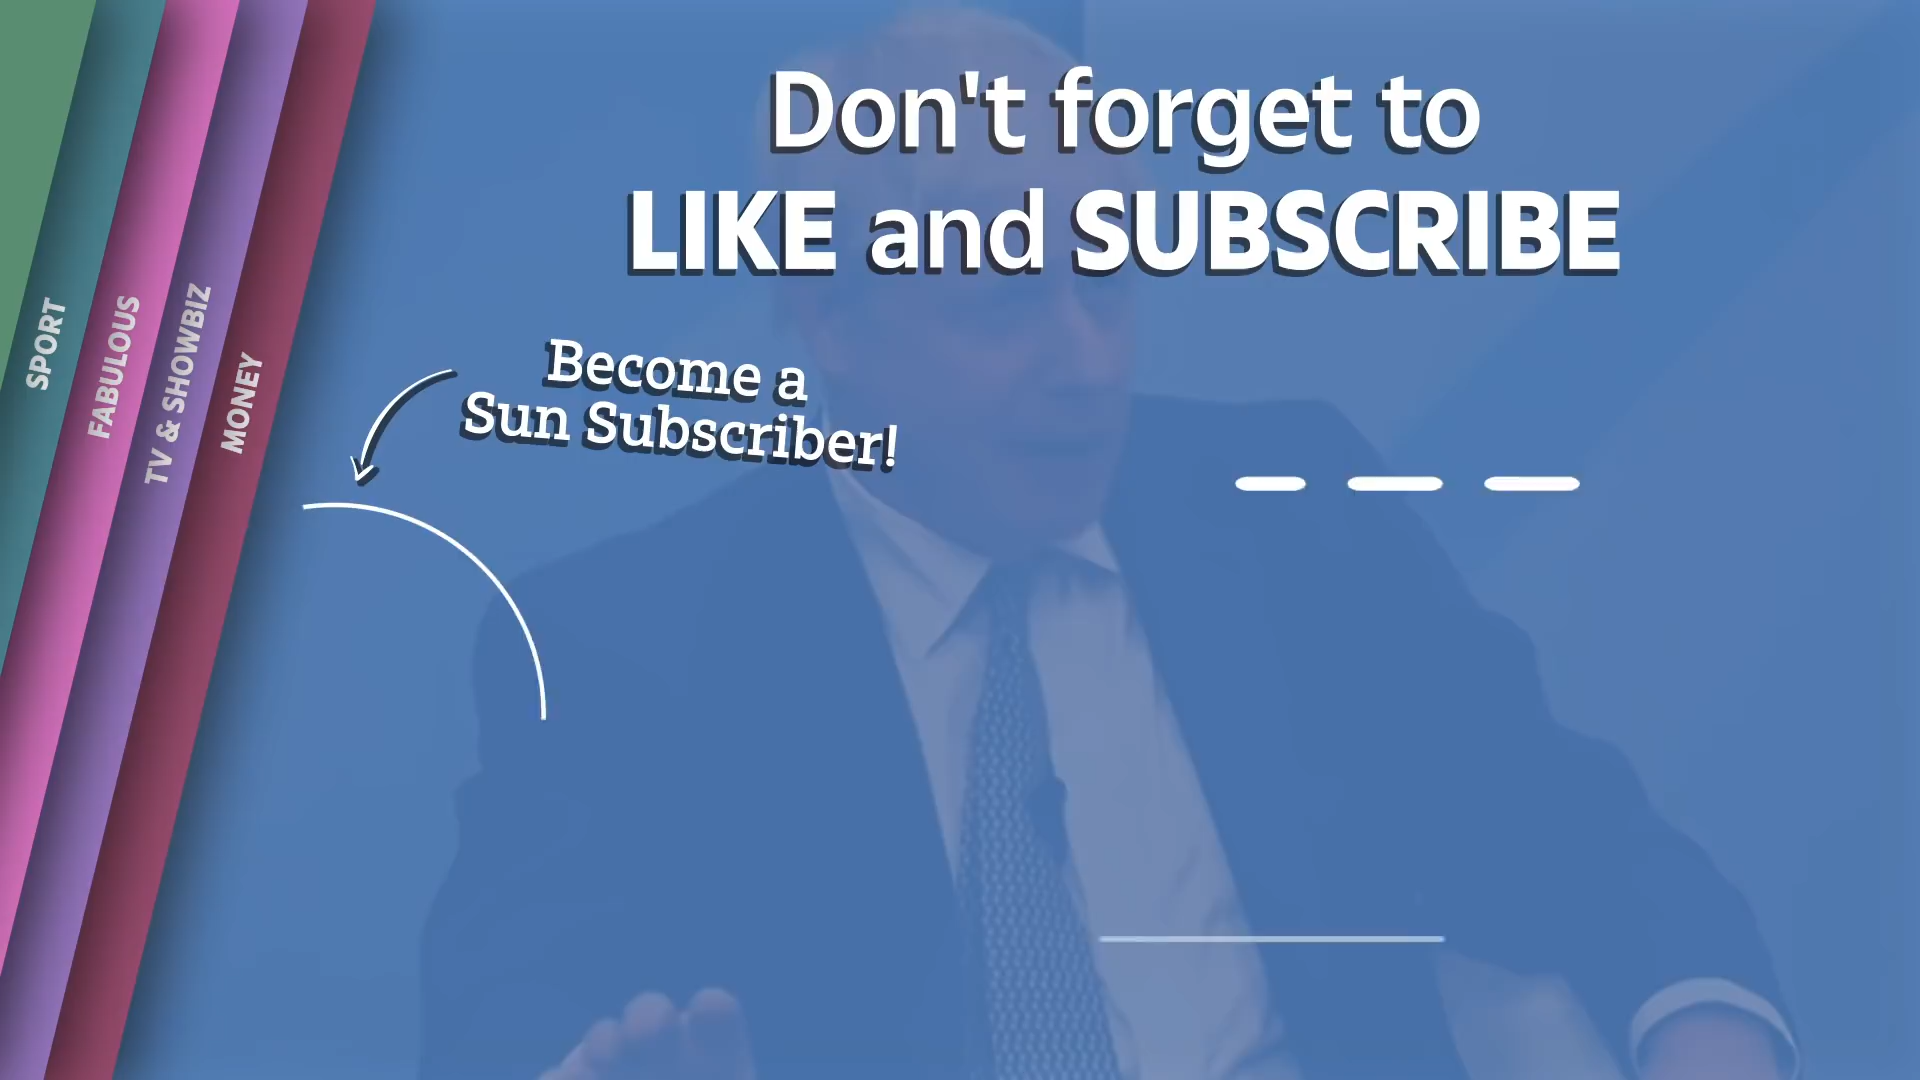 Don't forget to
LIKE and SUBSCRIBE
Become a
Sun Subscriber!
SPORT
FABULOUS
TV & SHOWBIZ
MONEY